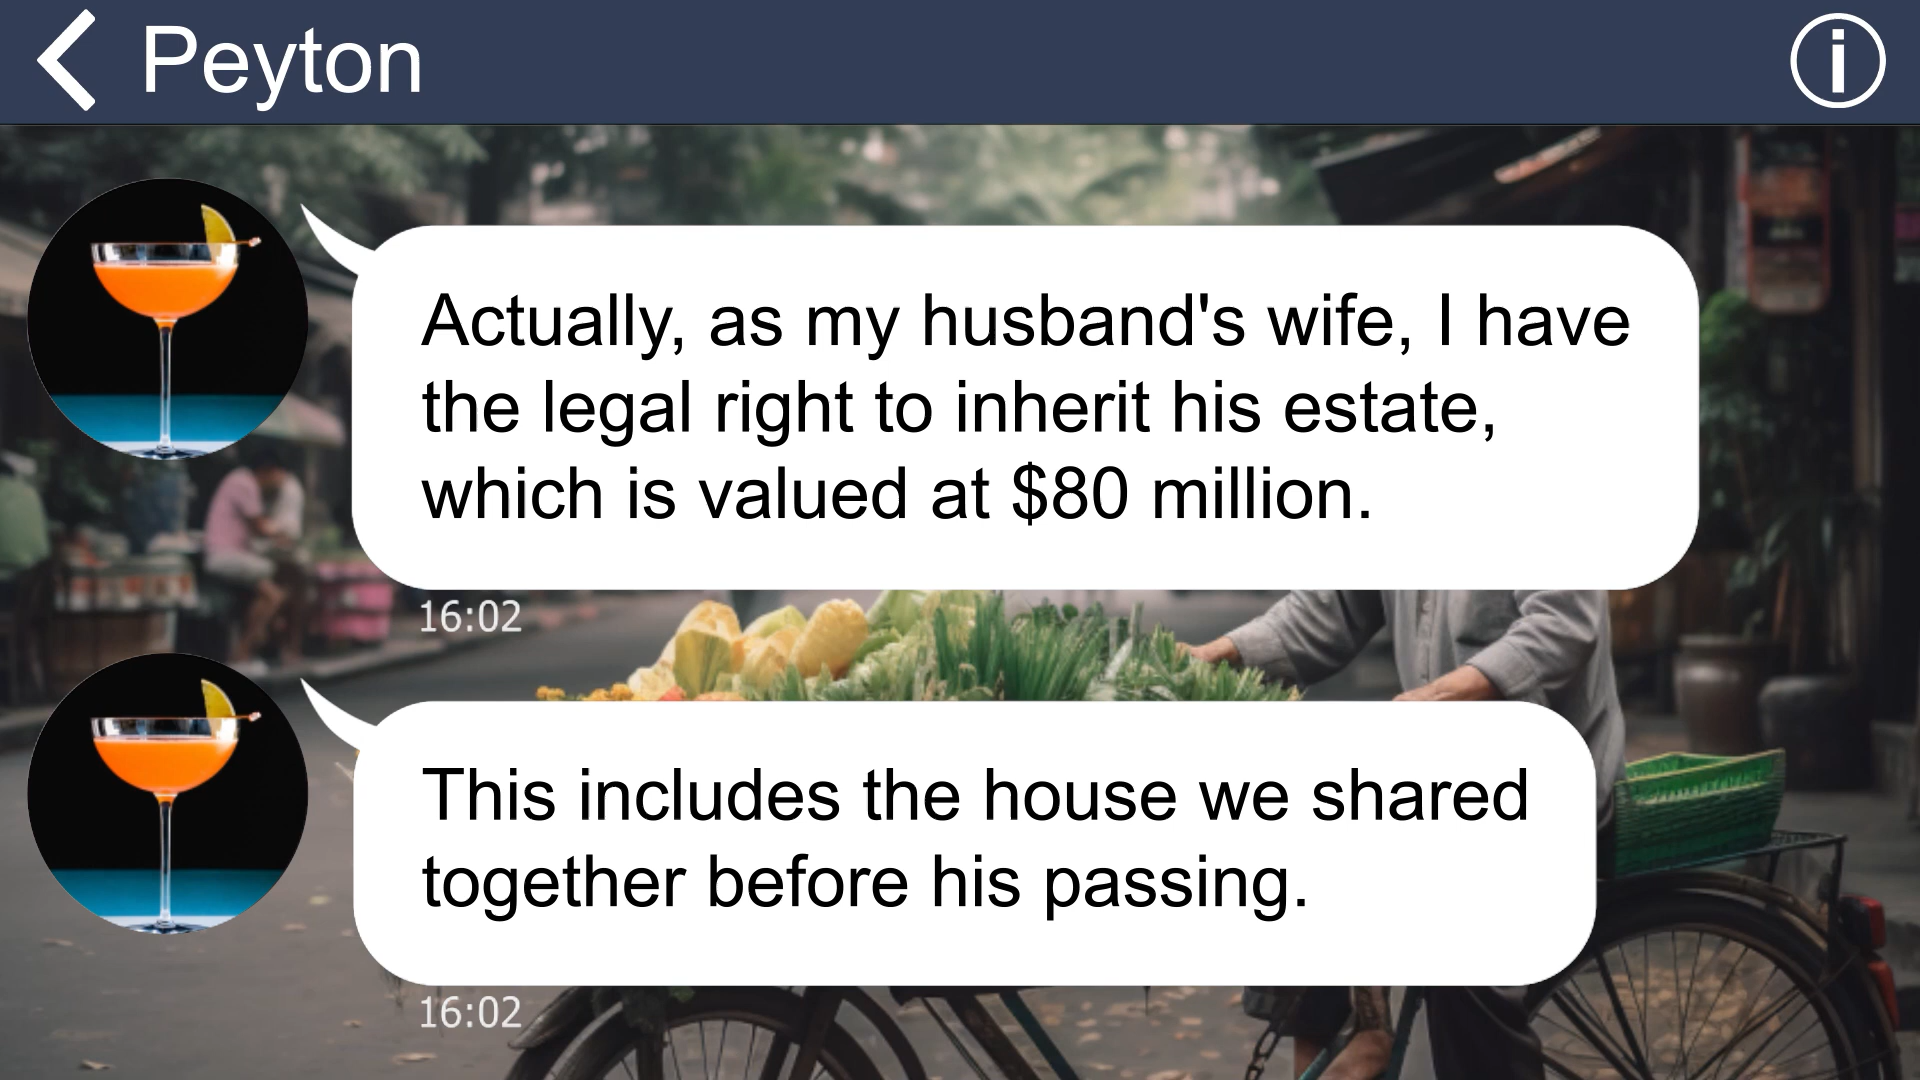 Peyton
Actually, as my husband's wife, I have
the legal right to inherit his estate,
which is valued at $80 million.
16:02
This includes the house we shared
together before his passing.
16:02